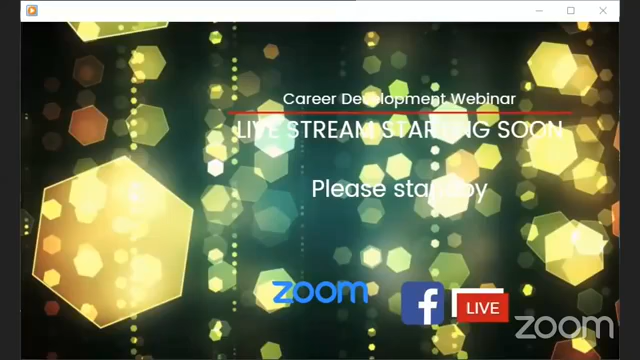 Career Development Webinar
LIVE STREAM STARTING SOON
Please stand by
zoom
f
LIVE
zoom